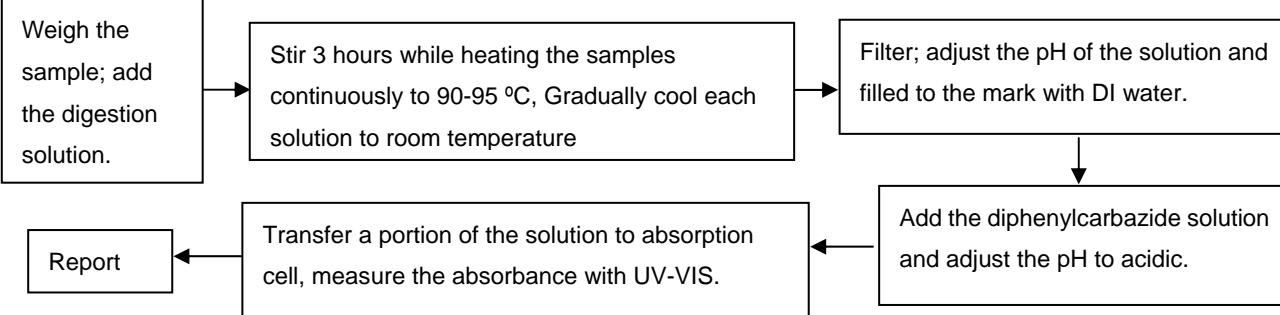 Weigh the
sample; add
the digestion
solution.
Stir 3 hours while heating the samples
continuously to 90-95 ºC, Gradually cool each
solution to room temperature
Filter; adjust the pH of the solution and
filled to the mark with DI water.
Add the diphenylcarbazide solution
and adjust the pH to acidic.
Transfer a portion of the solution to absorption
cell, measure the absorbance with UV-VIS.
Report